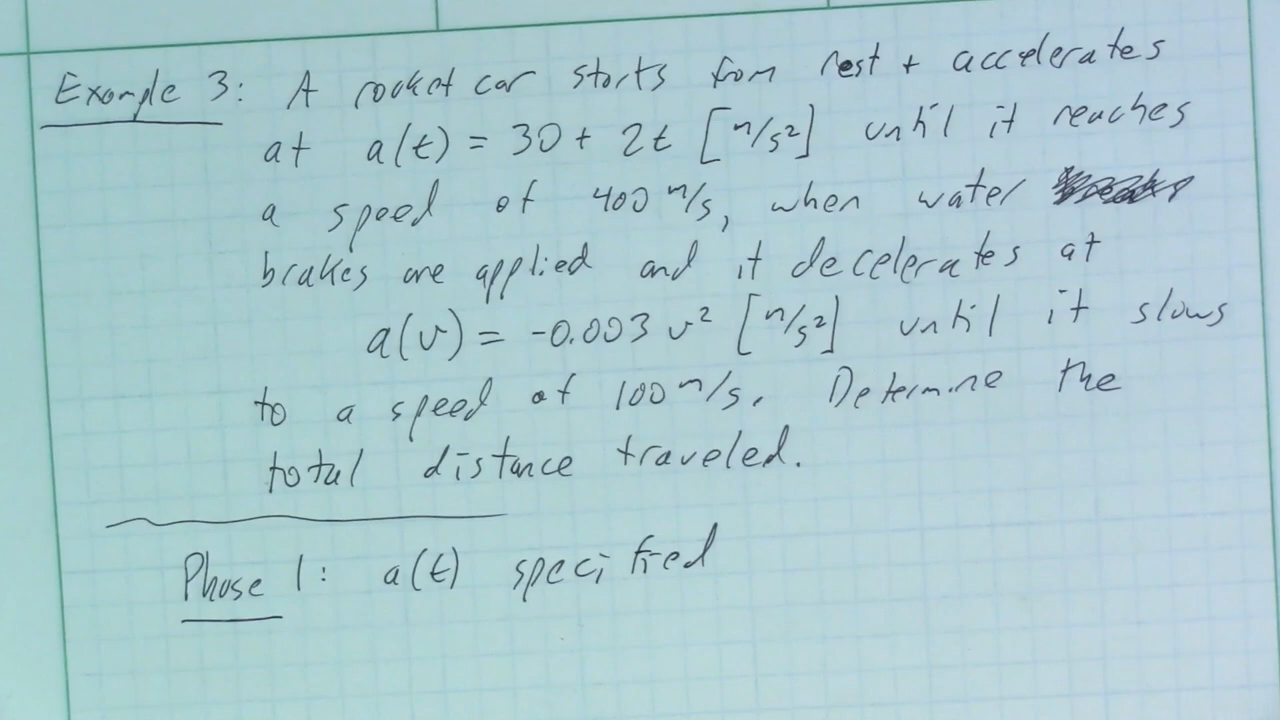 Example 3: A rocket car starts from rest + accelerates
at a(t) = 30 + 2t [m/s²] until it reaches
a speed of 400 m/s, when water
brakes are applied and it decelerates at
a(v) = -0.003 v² [m/s²] until it slows
to a speed of 100 m/s. Determine the
total distance traveled.
Phase 1: a(t) specified